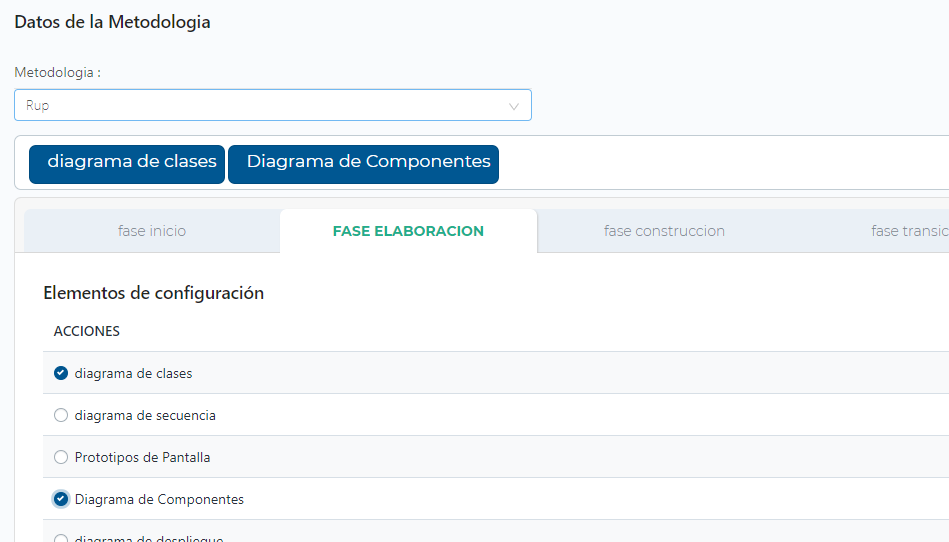 Datos de la Metodologia
Metodologia :
Rup
diagrama de clases Diagrama de Componentes
fase inicio FASE ELABORACION fase construccion fase transic
Elementos de configuración
ACCIONES
diagrama de clases
diagrama de secuencia
Prototipos de Pantalla
Diagrama de Componentes
diagrama de despliegue